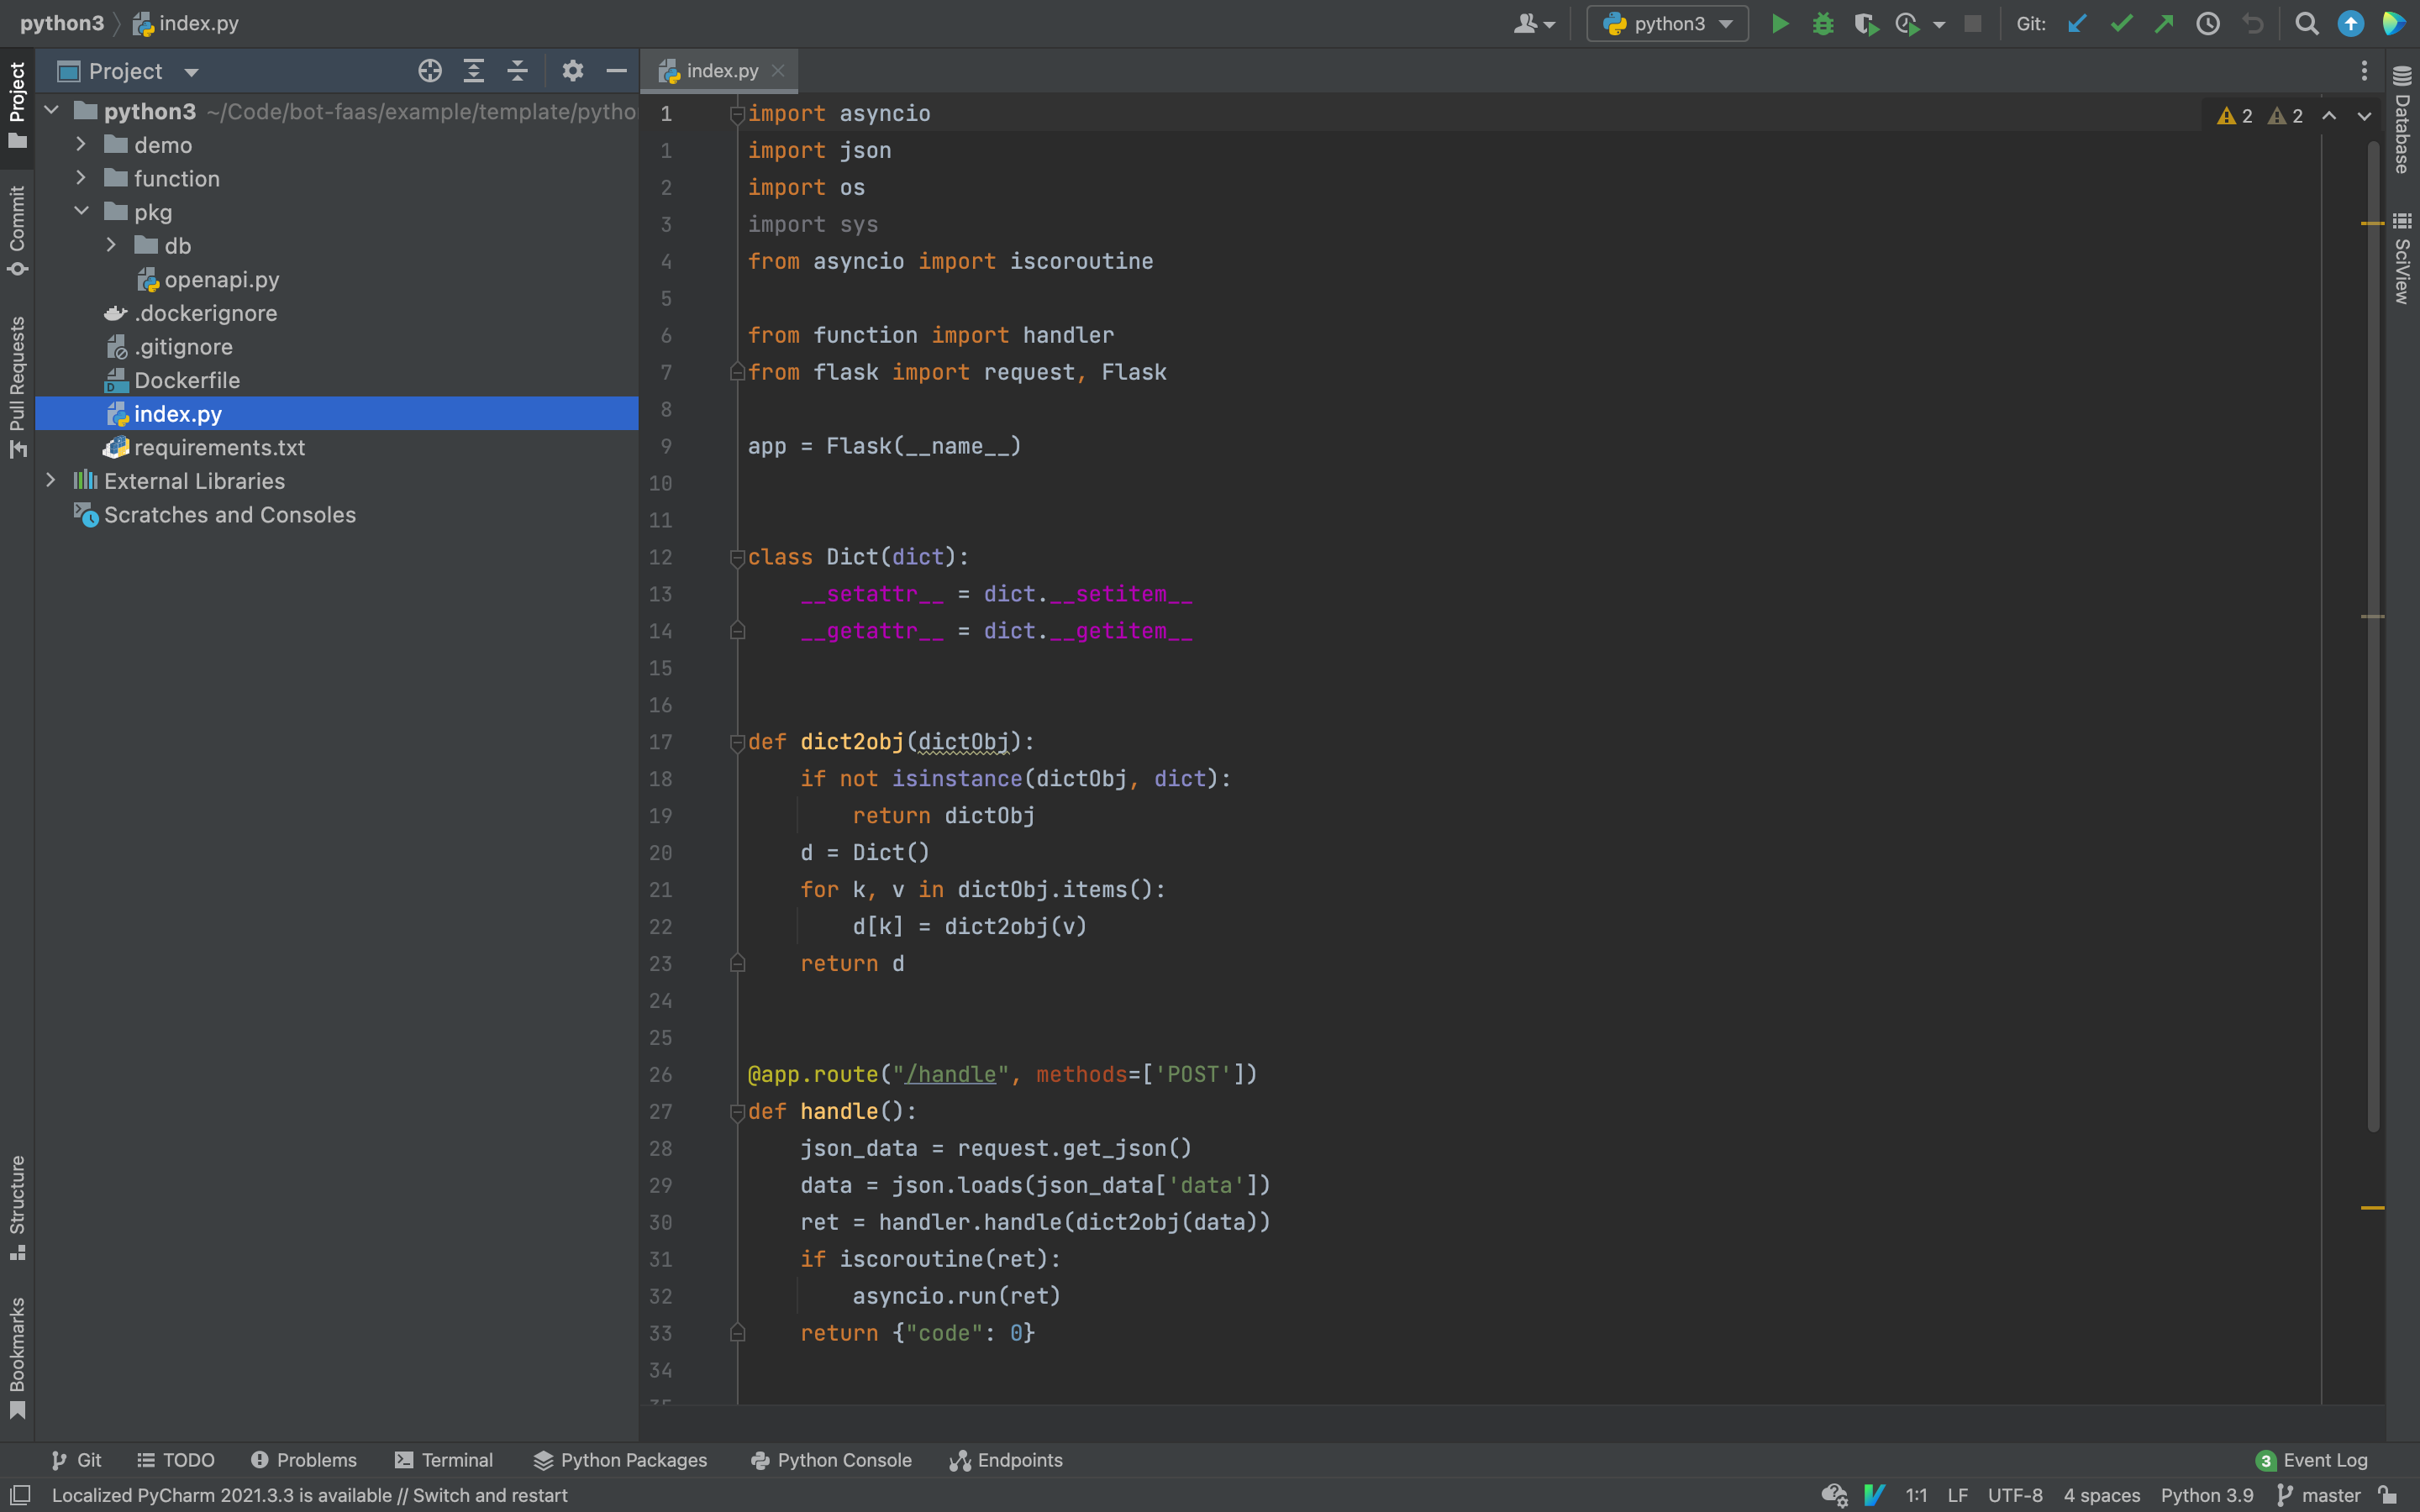 python3
index.py
python3
Git:
Project
index.py
Project
Commit
Pull Requests
Structure
Bookmarks
python3 ~/Code/bot-faas/example/template/pytho
demo
function
pkg
db
openapi.py
.dockerignore
.gitignore
Dockerfile
index.py
requirements.txt
External Libraries
Scratches and Consoles
2 2
1 import asyncio
1 import json
2 import os
3 import sys
4 from asyncio import iscoroutine
5
6 from function import handler
7 from flask import request, Flask
8
9 app = Flask(__name__)
10
11
12 class Dict(dict):
13 __setattr__ = dict.__setitem__
14 __getattr__ = dict.__getitem__
15
16
17 def dict2obj(dictObj):
18 if not isinstance(dictObj, dict):
19 return dictObj
20 d = Dict()
21 for k, v in dictObj.items():
22 d[k] = dict2obj(v)
23 return d
24
25
26 @app.route("/handle", methods=['POST'])
27 def handle():
28 json_data = request.get_json()
29 data = json.loads(json_data['data'])
30 ret = handler.handle(dict2obj(data))
31 if iscoroutine(ret):
32 asyncio.run(ret)
33 return {"code": 0}
34
Database
SciView
Git
TODO
Problems
Terminal
Python Packages
Python Console
Endpoints
3 Event Log
Localized PyCharm 2021.3.3 is available // Switch and restart
1:1 LF UTF-8 4 spaces Python 3.9 master